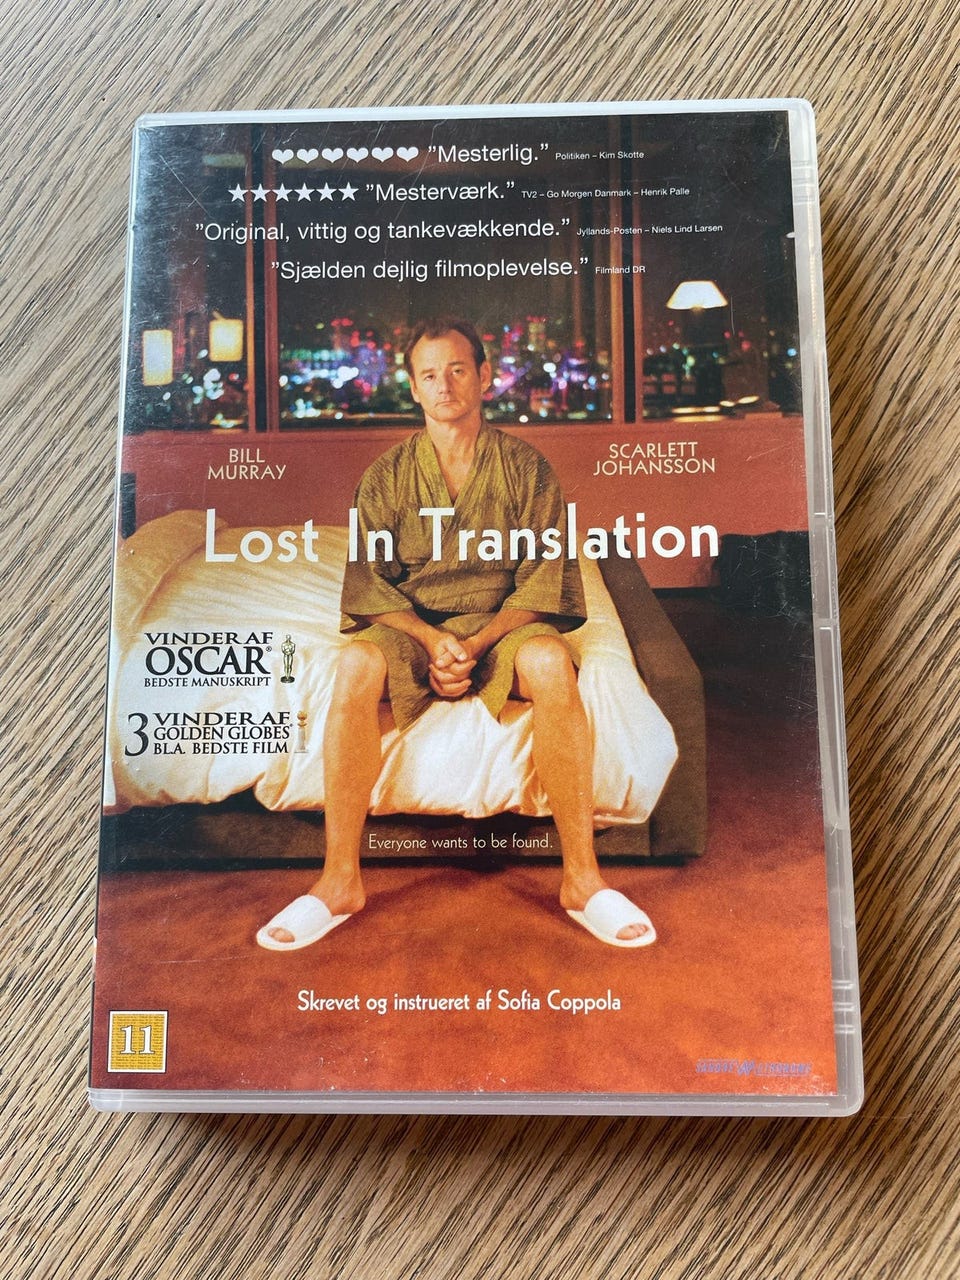 "Mesterlig." Politiken – Kim Skotte
"Mesterværk." TV2 – Go Morgen Danmark – Henrik Palle
"Original, vittig og tankevækkende." Jyllands-Posten – Niels Lind Larsen
"Sjælden dejlig filmoplevelse." Filmland DR
BILL
MURRAY
SCARLETT
JOHANSSON
Lost In Translation
VINDER AF
OSCAR®
BEDSTE MANUSKRIPT
3 VINDER AF
GOLDEN GLOBES®
BL.A. BEDSTE FILM
Everyone wants to be found.
Skrevet og instrueret af Sofia Coppola
11